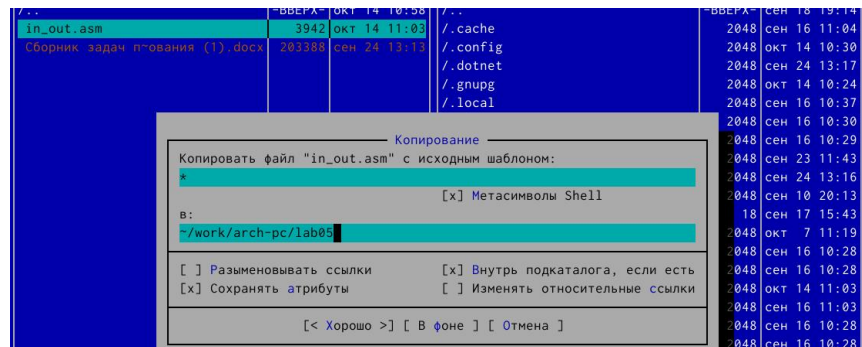 /.. -ВВЕРХ- окт 14 10:58 /.. -ВВЕРХ- сен 18 19:14
in_out.asm 3942 окт 14 11:03 /.cache 2048 сен 16 11:04
Сборник задач п~ования (1).docx 203388 сен 24 13:13 /.config 2048 окт 14 10:30
/.dotnet 2048 сен 24 13:17
/.gnupg 2048 окт 14 10:24
/.local 2048 сен 16 10:37
2048 сен 16 10:30
Копирование 2048 сен 16 10:29
Копировать файл "in_out.asm" с исходным шаблоном: 2048 сен 23 11:43
* 2048 сен 24 13:16
[x] Метасимволы Shell 2048 сен 10 20:13
в: 18 сен 17 15:43
~/work/arch-pc/lab05 2048 окт 7 11:19
2048 сен 16 10:28
[ ] Разыменовывать ссылки [x] Внутрь подкаталога, если есть 2048 сен 16 10:28
[x] Сохранять атрибуты [ ] Изменять относительные ссылки 2048 окт 14 11:03
2048 сен 16 11:03
[< Хорошо >] [ В фоне ] [ Отмена ] 2048 сен 16 10:28
2048 сен 16 10:28